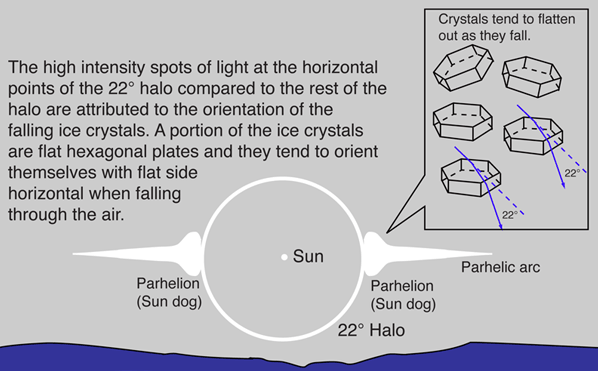 Crystals tend to flatten
out as they fall.
The high intensity spots of light at the horizontal
points of the 22° halo compared to the rest of the
halo are attributed to the orientation of the
falling ice crystals. A portion of the ice crystals
are flat hexagonal plates and they tend to orient
themselves with flat side
horizontal when falling
through the air.
22°
22°
Sun
Parhelion
(Sun dog)
Parhelion
(Sun dog)
Parhelic arc
22° Halo